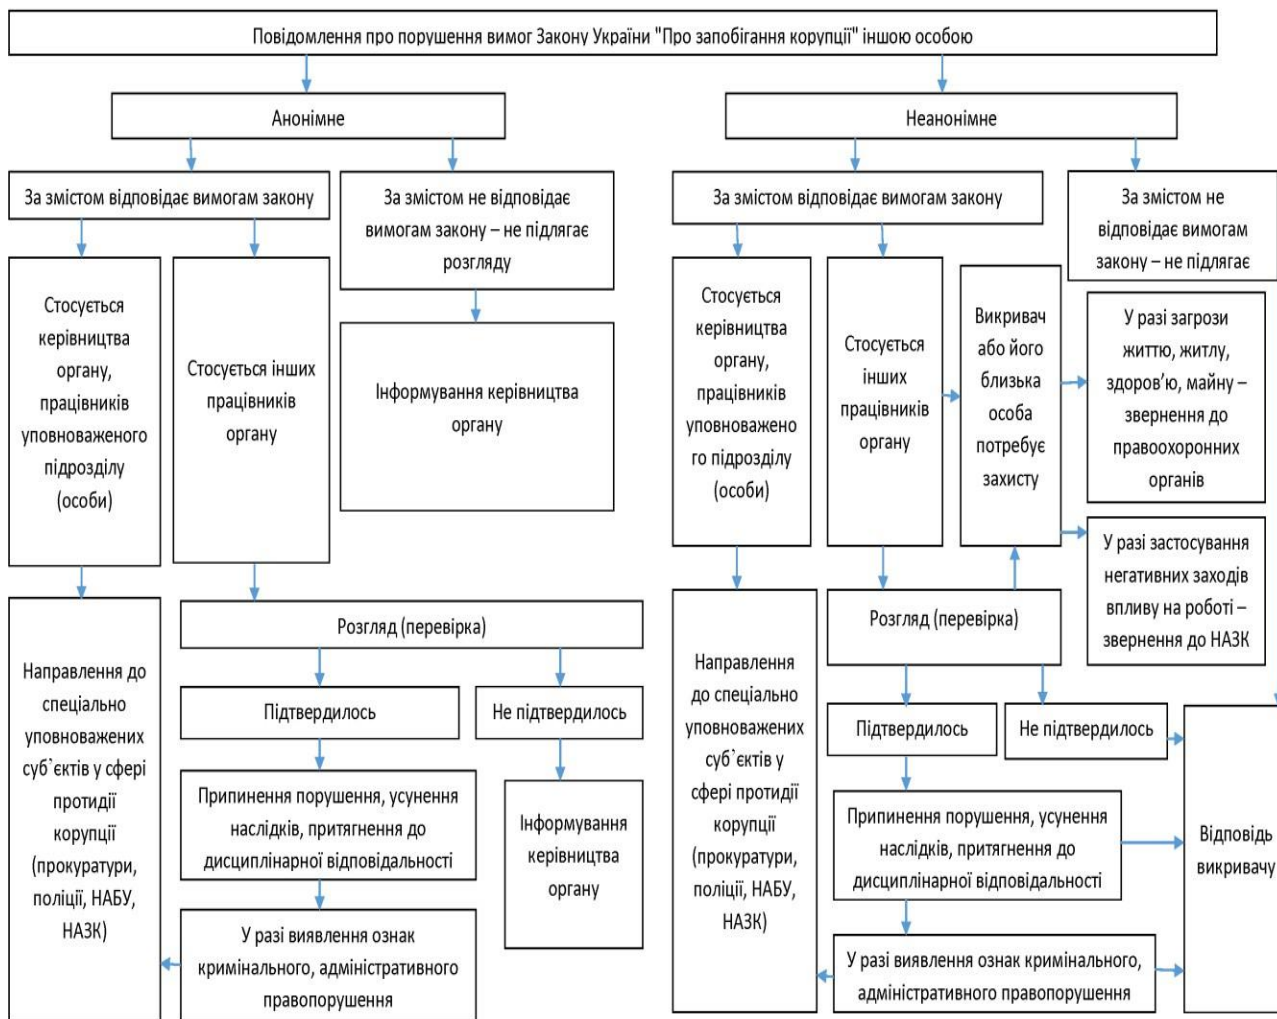 Повідомлення про порушення вимог Закону України "Про запобігання корупції" іншою особою
Анонімне
Неанонімне
За змістом відповідає вимогам закону
За змістом не відповідає
вимогам закону – не підлягає
розгляду
За змістом відповідає вимогам закону
За змістом не
відповідає вимогам
закону – не підлягає
Стосується
керівництва
органу,
працівників
уповноваженого
підрозділу
(особи)
Стосується інших
працівників
органу
Інформування керівництва
органу
Стосується
керівництва
органу,
працівників
уповноважено
го підрозділу
(особи)
Стосується
інших
працівників
органу
Викривач
або його
близька
особа
потребує
захисту
У разі загрози
життю, житлу,
здоров’ю, майну –
звернення до
правоохоронних
органів
У разі застосування
негативних заходів
впливу на роботі –
звернення до НАЗК
Направлення до
спеціально
уповноважених
суб`єктів у сфері
протидії
корупції
(прокуратури,
поліції, НАБУ,
НАЗК)
Розгляд (перевірка)
Підтвердилось
Не підтвердилось
Припинення порушення, усунення
наслідків, притягнення до
дисциплінарної відповідальності
Інформування
керівництва
органу
У разі виявлення ознак
кримінального, адміністративного
правопорушення
Направлення
до спеціально
уповноважених
суб`єктів у
сфері протидії
корупції
(прокуратури,
поліції, НАБУ,
НАЗК)
Розгляд (перевірка)
Підтвердилось
Не підтвердилось
Припинення порушення, усунення
наслідків, притягнення до
дисциплінарної відповідальності
У разі виявлення ознак кримінального,
адміністративного правопорушення
Відповідь
викривачу